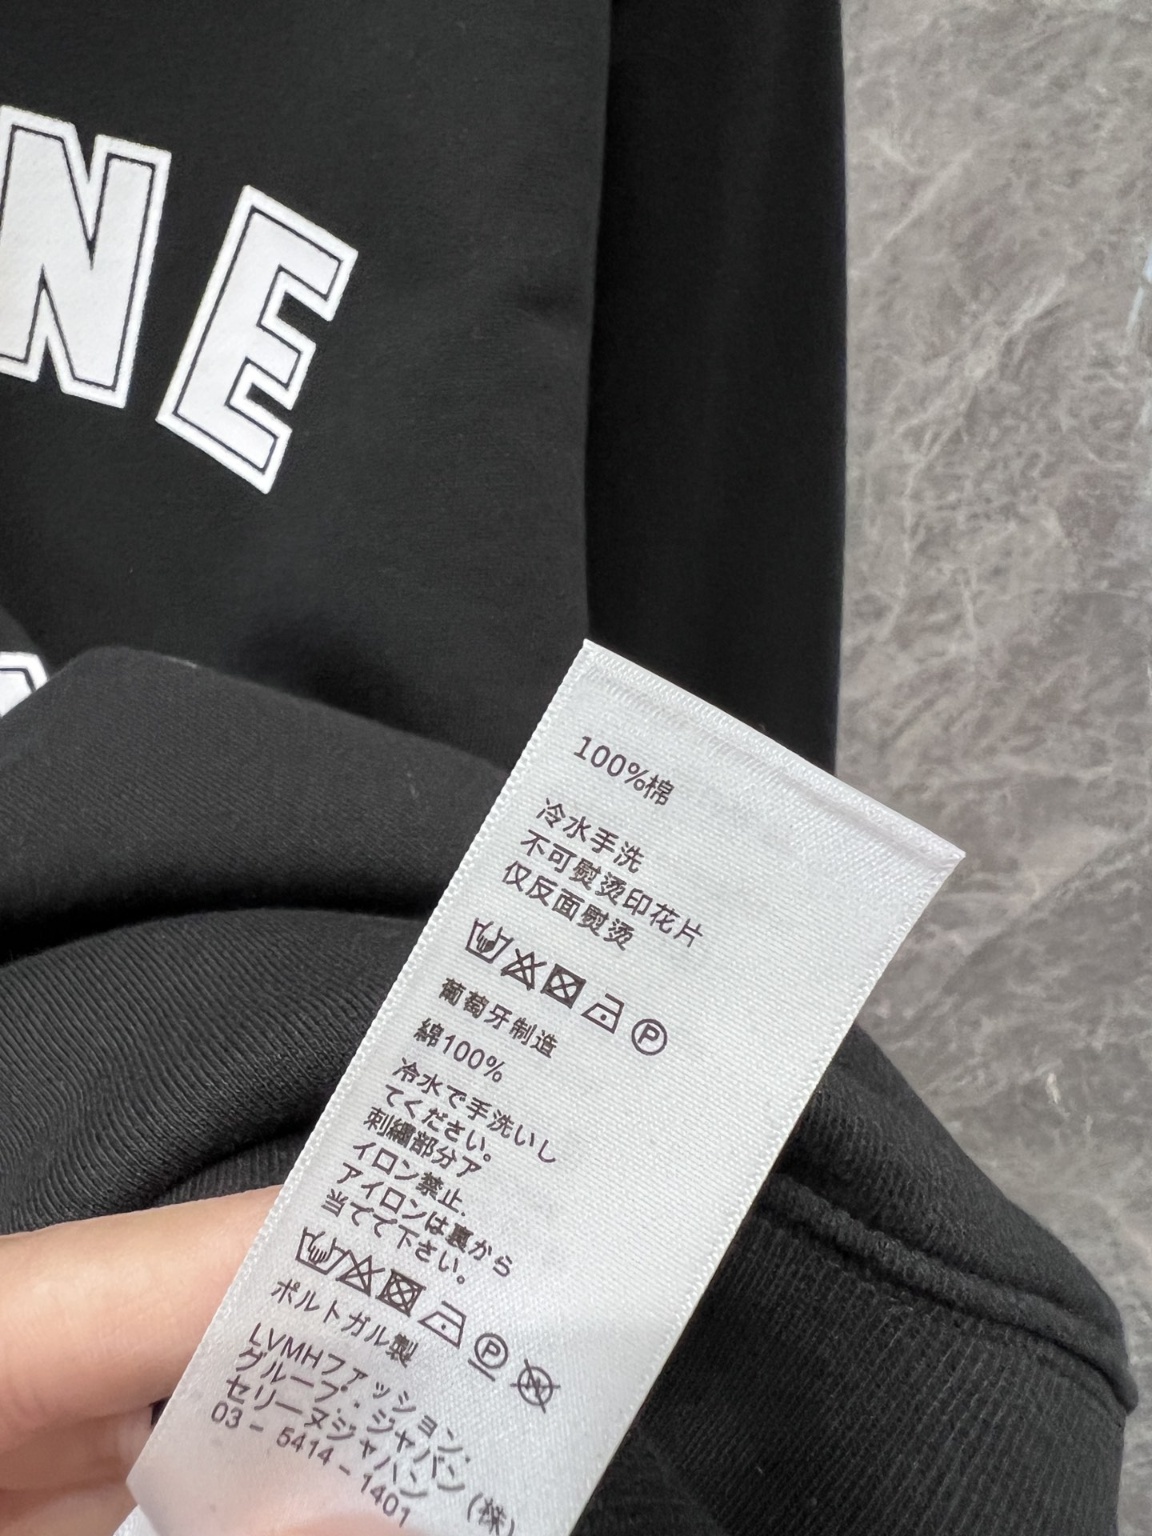 NE
100%棉
冷水手洗
不可熨烫印花片
仅反面熨烫
P
葡萄牙制造
綿100%
冷水で手洗いし
てください。
刺繍部分ア
イロン禁止.
アイロンは裏から
当てて下さい。
P W
ポルトガル製
LVMHファッション.
グループ.ジャパン
セリーヌジャパン (株)
03 - 5414 - 1401